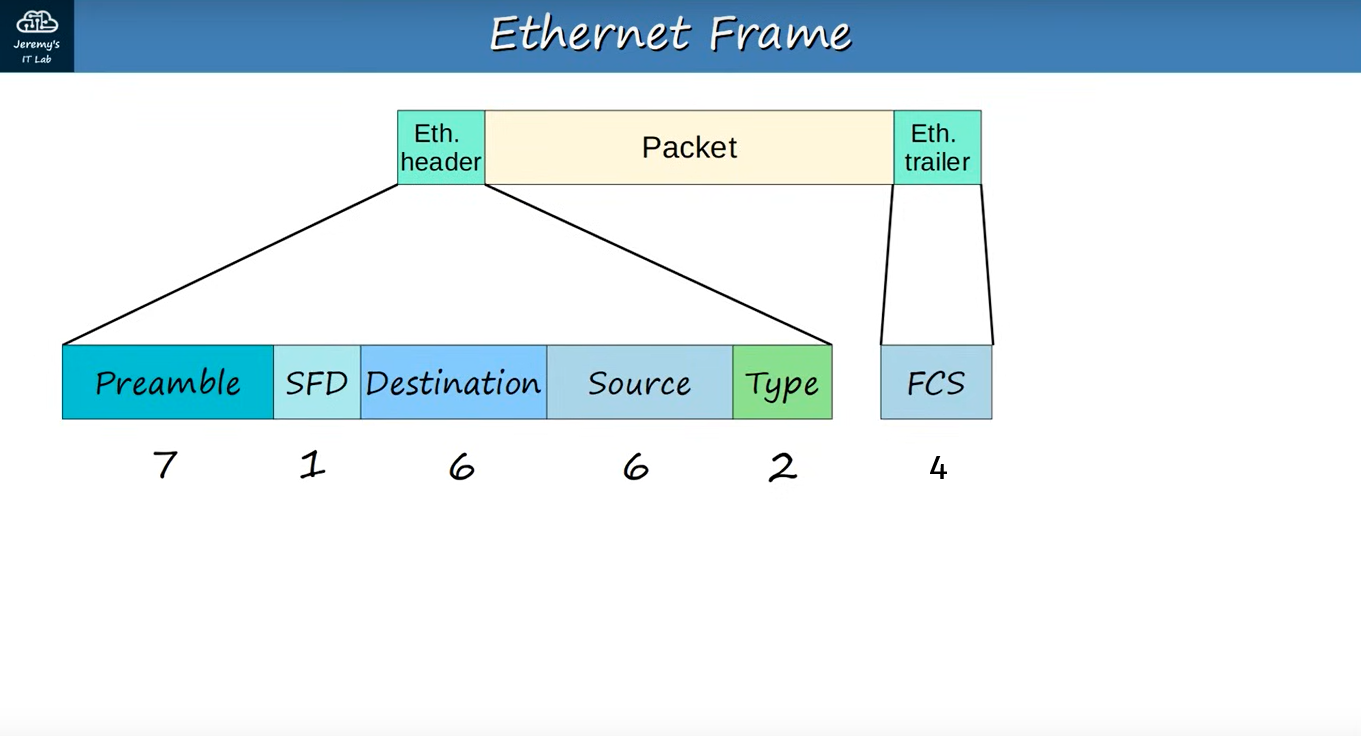 Jeremy's
IT Lab
Ethernet Frame
Eth.
header
Packet
Eth.
trailer
Preamble
SFD
Destination
Source
Type
FCS
7
1
6
6
2
4